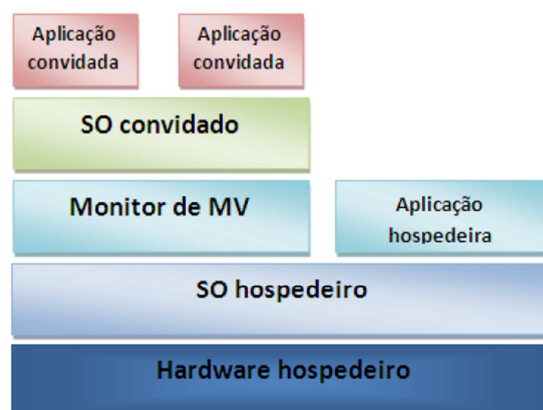 Aplicação
convidada
Aplicação
convidada
SO convidado
Monitor de MV
Aplicação
hospedeira
SO hospedeiro
Hardware hospedeiro